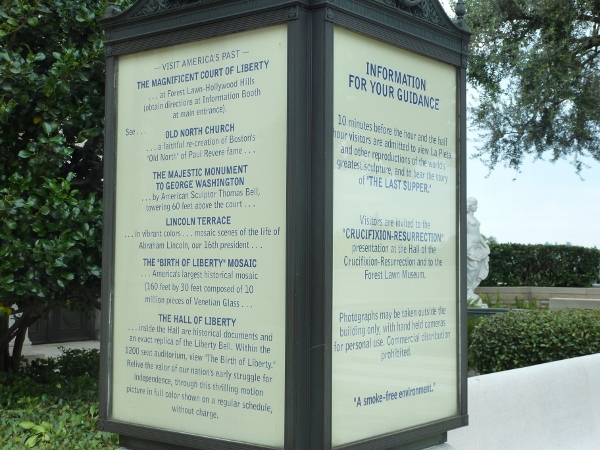 — VISIT AMERICA'S PAST —
THE MAGNIFICENT COURT OF LIBERTY
... at Forest Lawn-Hollywood Hills
(obtain directions at Information Booth
at main entrance).
See ...
OLD NORTH CHURCH
... a faithful re-creation of Boston's
"Old North" of Paul Revere fame ...
THE MAJESTIC MONUMENT
TO GEORGE WASHINGTON
... by American Sculptor Thomas Bell,
towering 60 feet above the court ...
LINCOLN TERRACE
... in vibrant colors ... mosaic scenes of the life of
Abraham Lincoln, our 16th president ...
THE "BIRTH OF LIBERTY" MOSAIC
... America's largest historical mosaic
(160 feet by 30 feet composed of 10
million pieces of Venetian Glass ...
THE HALL OF LIBERTY
... inside the Hall are historical documents and
an exact replica of the Liberty Bell. Within the
1200 seat auditorium, view "The Birth of Liberty."
Relive the valor of our nation's early struggle for
independence, through this thrilling motion
picture in full color shown on a regular schedule,
without charge.
INFORMATION
FOR YOUR GUIDANCE
10 minutes before the hour and the half
hour visitors are admitted to view La Pieta
and other reproductions of the world's
greatest sculpture, and to hear the story
of "THE LAST SUPPER."
Visitors are invited to the
"CRUCIFIXION-RESURRECTION"
presentation at the Hall of the
Crucifixion-Resurrection and to the
Forest Lawn Museum.
Photographs may be taken outside the
building only, with hand held cameras
for personal use. Commercial distribution
prohibited.
"A smoke-free environment."